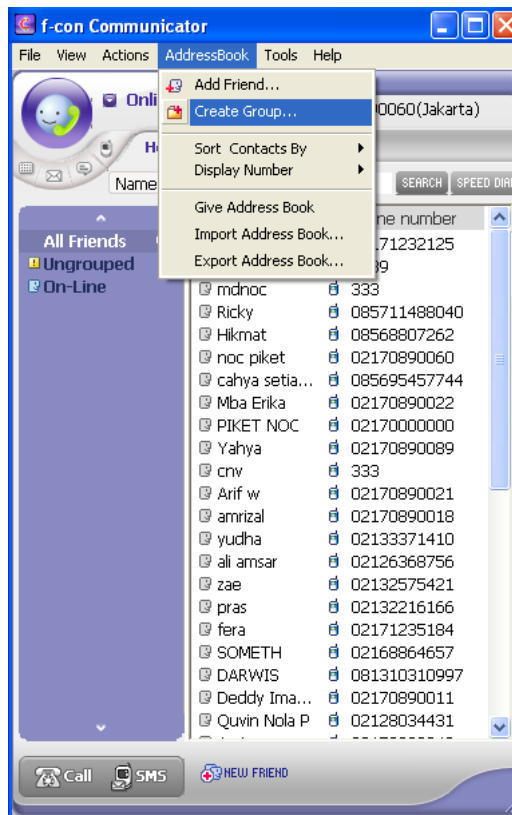 f-con Communicator
File View Actions AddressBook Tools Help
Add Friend...
Create Group...
Sort Contacts By
Display Number
Give Address Book
Import Address Book...
Export Address Book...
Onli
0060(Jakarta)
H
Name
SEARCH SPEED DIA
ne number
All Friends
Ungrouped
On-Line
71232125
9
mdnoc 333
Ricky 085711488040
Hikmat 08568807262
noc piket 02170890060
cahya setia... 085695457744
Mba Erika 02170890022
PIKET NOC 02170000000
Yahya 02170890089
cnv 333
Arif w 02170890021
amrizal 02170890018
yudha 02133371410
ali amsar 02126368756
zae 02132575421
pras 02132216166
fera 02171235184
SOMETH 02168864657
DARWIS 081310310997
Deddy Ima... 02170890011
Quvin Nola P 02128034431
Call SMS NEW FRIEND